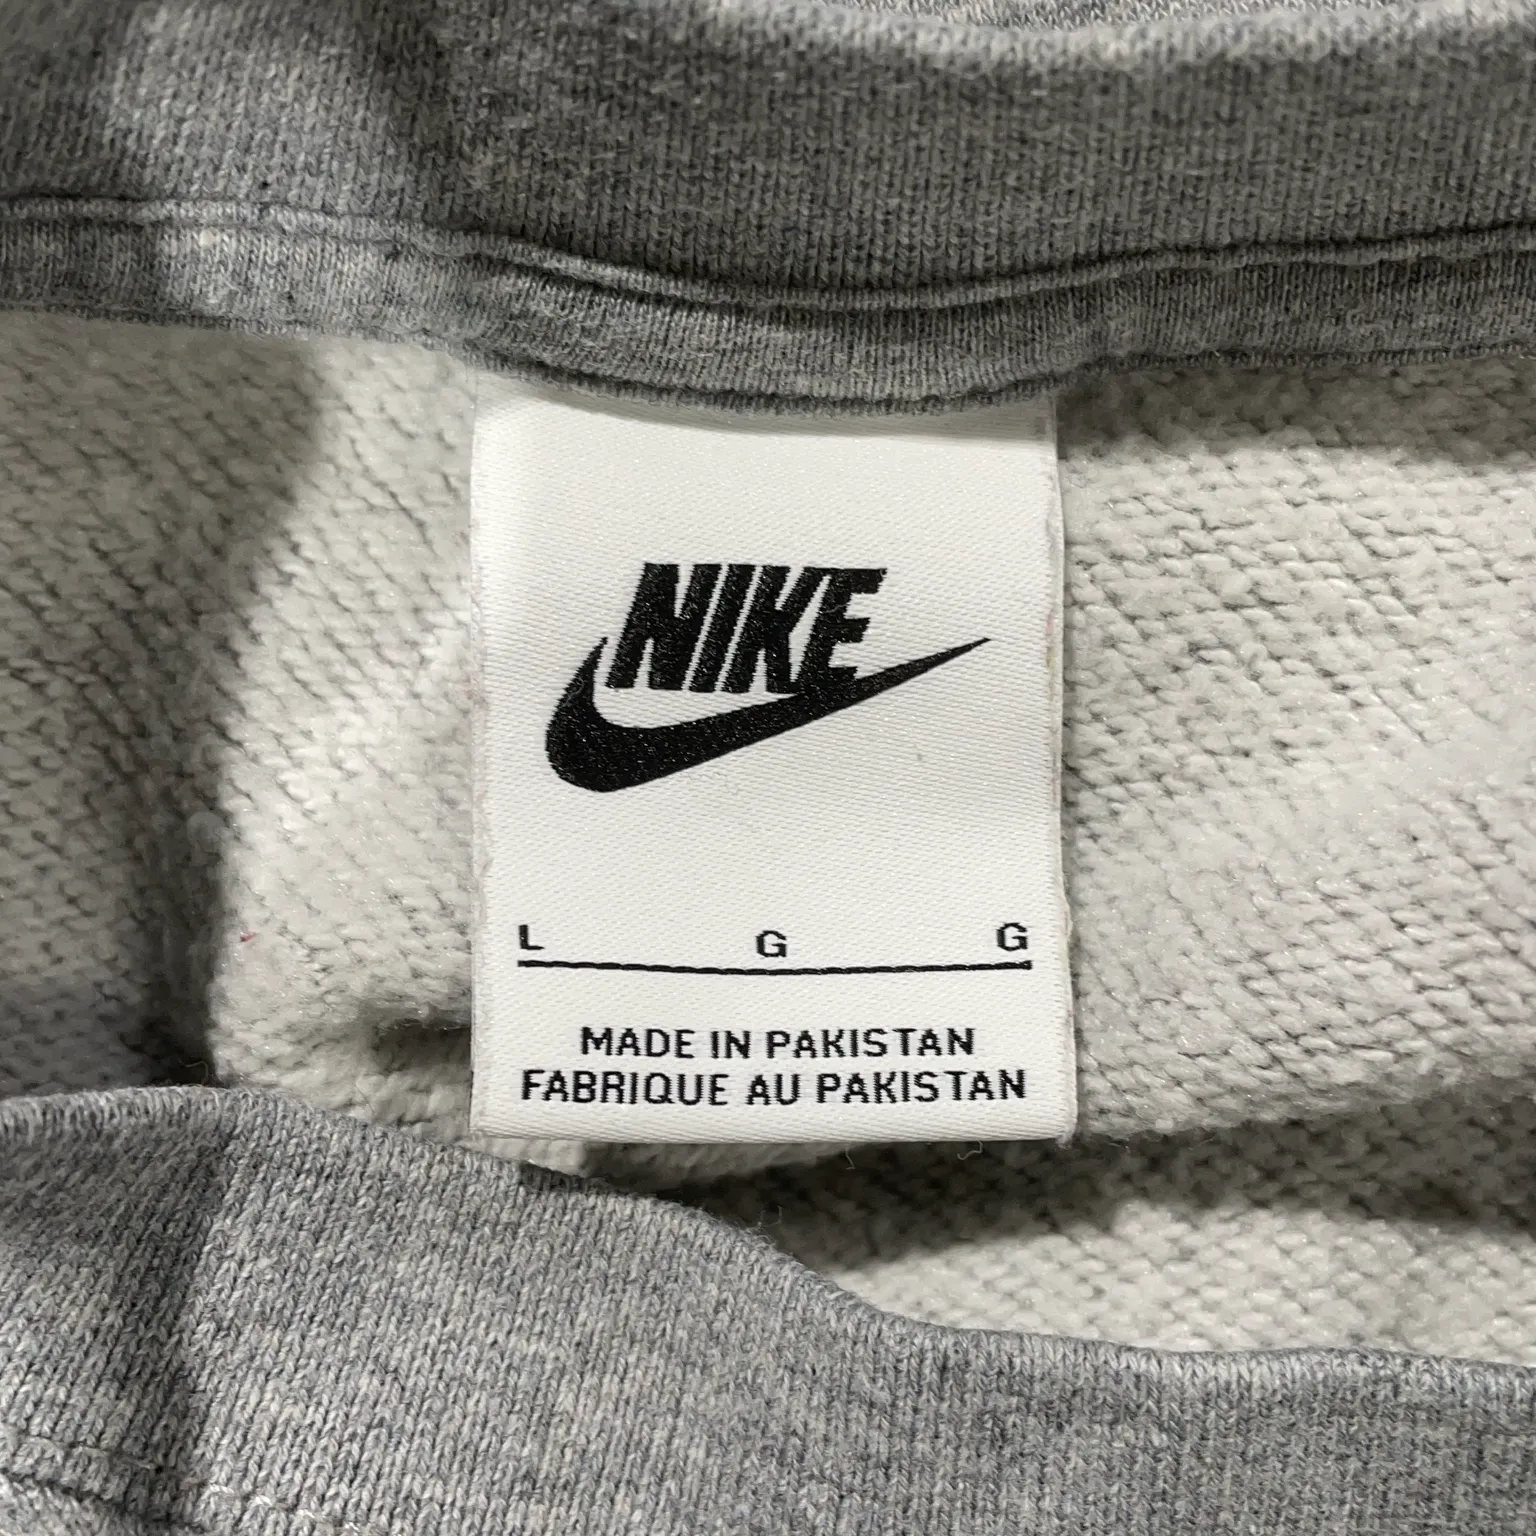 NIKE
L G G
MADE IN PAKISTAN
FABRIQUE AU PAKISTAN